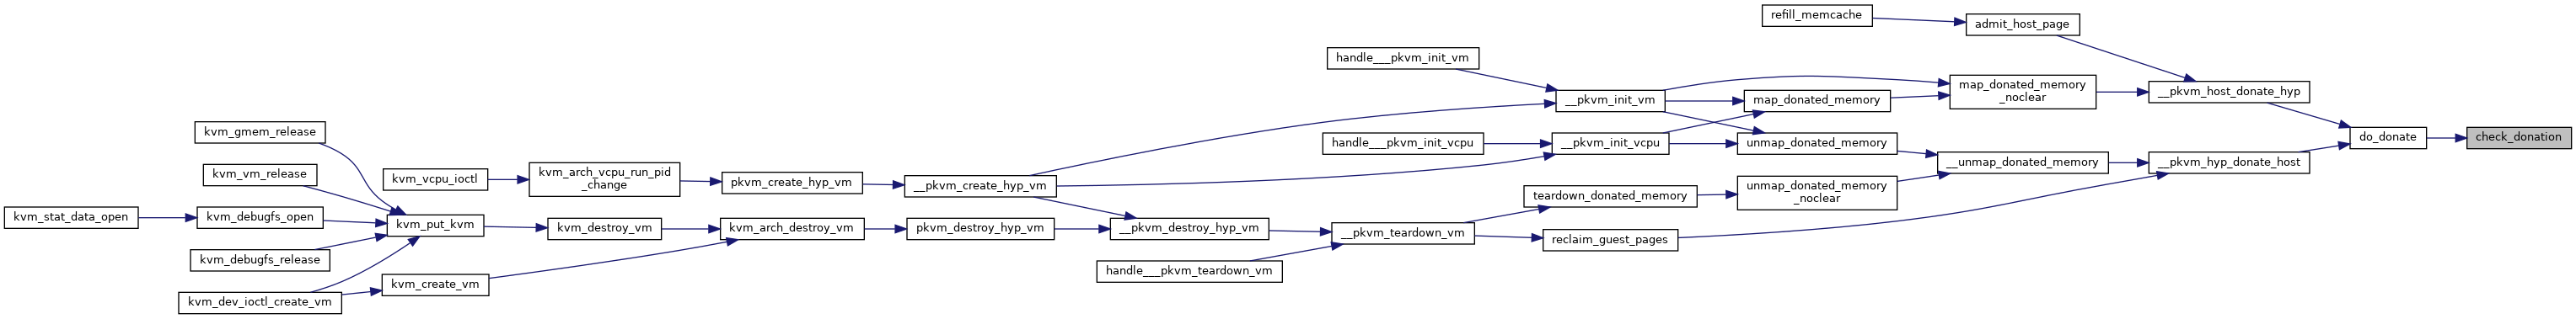 refill_memcache
admit_host_page
handle___pkvm_init_vm
map_donated_memory
_noclear
__pkvm_host_donate_hyp
__pkvm_init_vm
map_donated_memory
kvm_gmem_release
do_donate
check_donation
handle___pkvm_init_vcpu
__pkvm_init_vcpu
unmap_donated_memory
__unmap_donated_memory
__pkvm_hyp_donate_host
kvm_vm_release
kvm_vcpu_ioctl
kvm_arch_vcpu_run_pid
_change
pkvm_create_hyp_vm
__pkvm_create_hyp_vm
teardown_donated_memory
unmap_donated_memory
_noclear
kvm_stat_data_open
kvm_debugfs_open
kvm_put_kvm
kvm_destroy_vm
kvm_arch_destroy_vm
pkvm_destroy_hyp_vm
__pkvm_destroy_hyp_vm
__pkvm_teardown_vm
reclaim_guest_pages
kvm_debugfs_release
handle___pkvm_teardown_vm
kvm_create_vm
kvm_dev_ioctl_create_vm